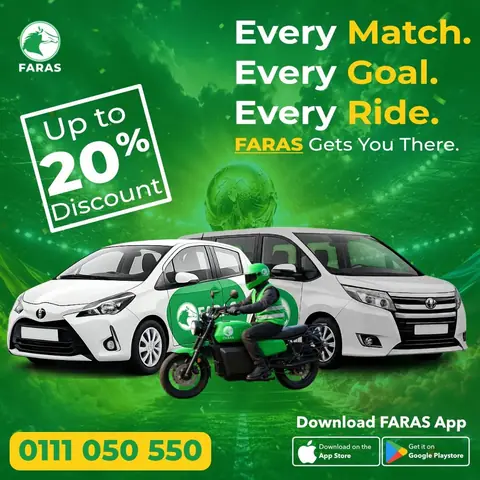 FARAS
Every Match.
Every Goal.
Every Ride.
FARAS Gets You There.
Up to
20%
Discount
Download FARAS App
Download on the
App Store
Get it on
Google Playstore
0111 050 550